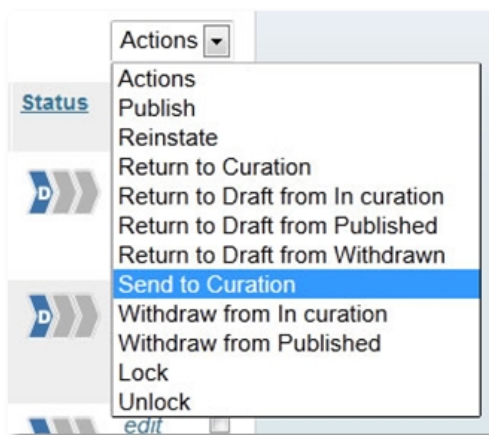 Actions
Actions
Status
Publish
Reinstate
Return to Curation
D
Return to Draft from In curation
Return to Draft from Published
Return to Draft from Withdrawn
Send to Curation
D
Withdraw from In curation
Withdraw from Published
Lock
Unlock
edit